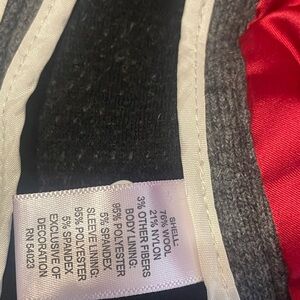 SHELL:
76% WOOL
21% NYLON
3% OTHER FIBERS
BODY LINING:
95% POLYESTER
5% SPANDEX
SLEEVE LINING:
95% POLYESTER
5% SPANDEX
EXCLUSIVE OF
DECORATION
RN 54023